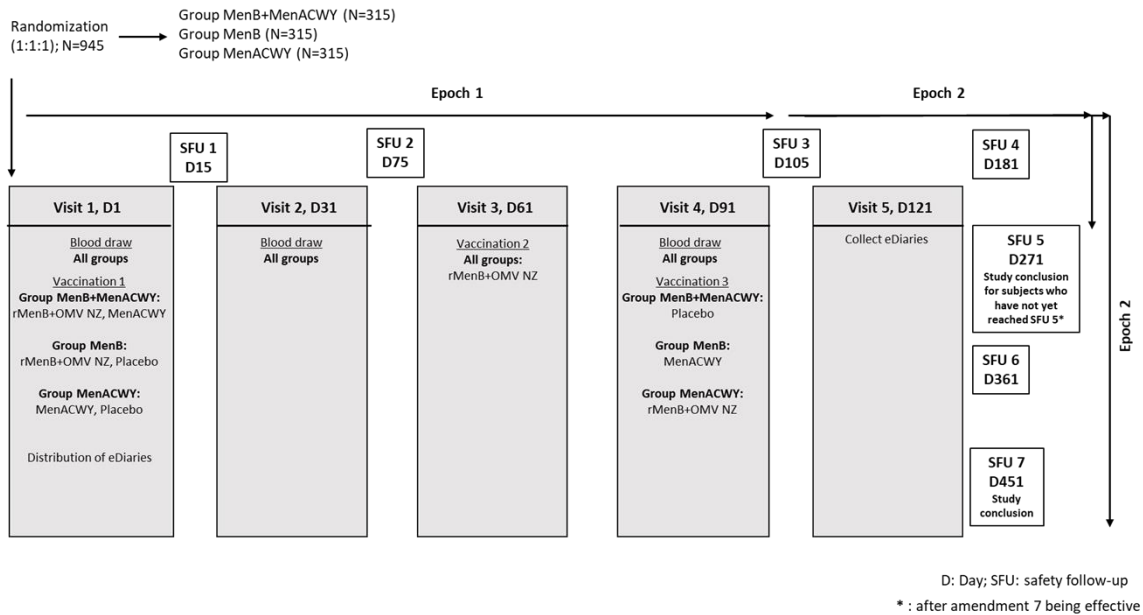 Randomization
(1:1:1); N=945
Group MenB+MenACWY (N=315)
Group MenB (N=315)
Group MenACWY (N=315)
Epoch 1
Epoch 2
SFU 1
D15
SFU 2
D75
SFU 3
D105
SFU 4
D181
Visit 1, D1
Blood draw
All groups
Vaccination 1
Group MenB+MenACWY:
rMenB+OMV NZ, MenACWY
Group MenB:
rMenB+OMV NZ, Placebo
Group MenACWY:
MenACWY, Placebo
Distribution of eDiaries
Visit 2, D31
Blood draw
All groups
Visit 3, D61
Vaccination 2
All groups:
rMenB+OMV NZ
Visit 4, D91
Blood draw
All groups
Vaccination 3
Group MenB+MenACWY:
Placebo
Group MenB:
MenACWY
Group MenACWY:
rMenB+OMV NZ
Visit 5, D121
Collect eDiaries
SFU 5
D271
Study conclusion
for subjects who
have not yet
reached SFU 5*
SFU 6
D361
SFU 7
D451
Study
conclusion
Epoch 2
D: Day; SFU: safety follow-up
* : after amendment 7 being effective